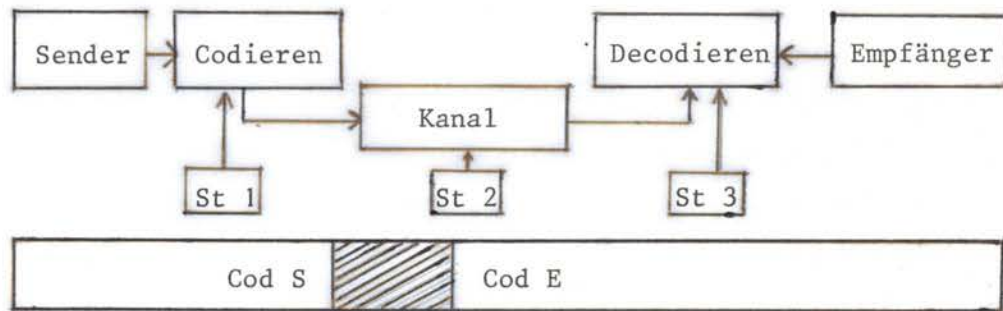 Sender Codieren Decodieren Empfänger
Kanal
St 1 St 2 St 3
Cod S Cod E